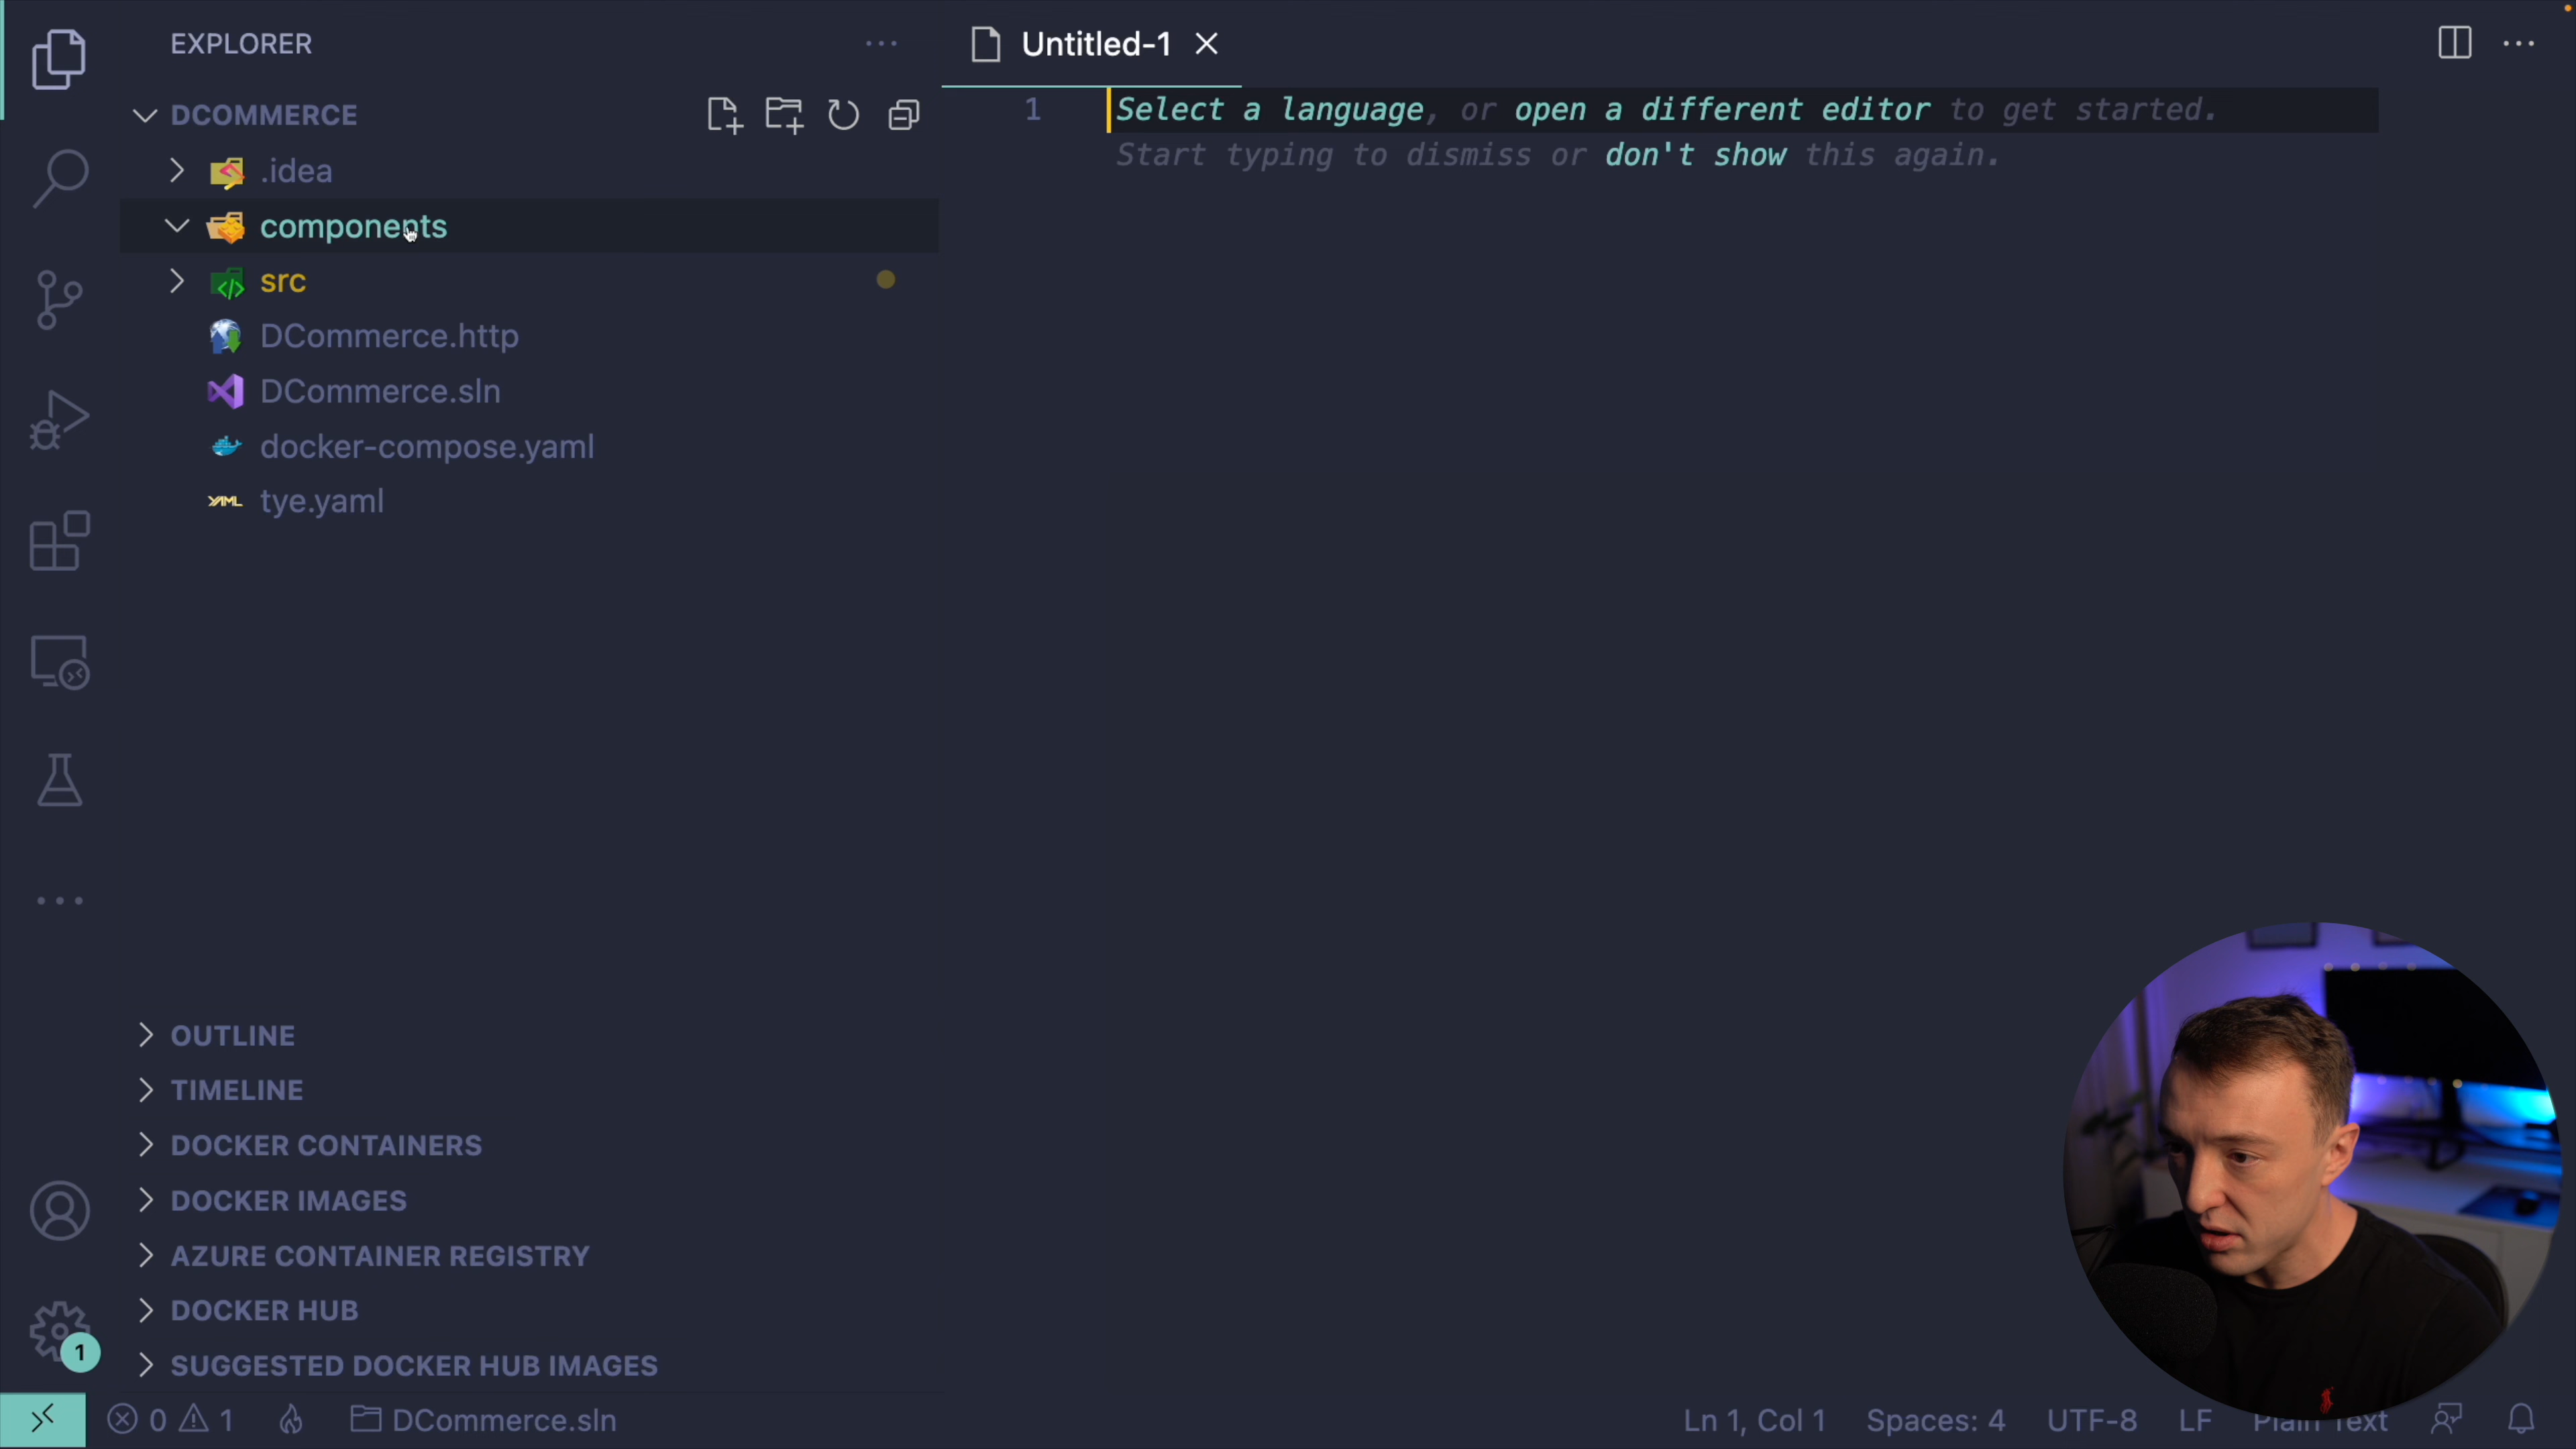 EXPLORER
Untitled-1
DCOMMERCE
1
Select a language, or open a different editor to get started.
Start typing to dismiss or don't show this again.
.idea
components
src
DCommerce.http
DCommerce.sln
docker-compose.yaml
YAML
tye.yaml
OUTLINE
TIMELINE
DOCKER CONTAINERS
DOCKER IMAGES
AZURE CONTAINER REGISTRY
DOCKER HUB
1
SUGGESTED DOCKER HUB IMAGES
0 1 DCommerce.sln
Ln 1, Col 1 Spaces: 4 UTF-8 LF Plain Text